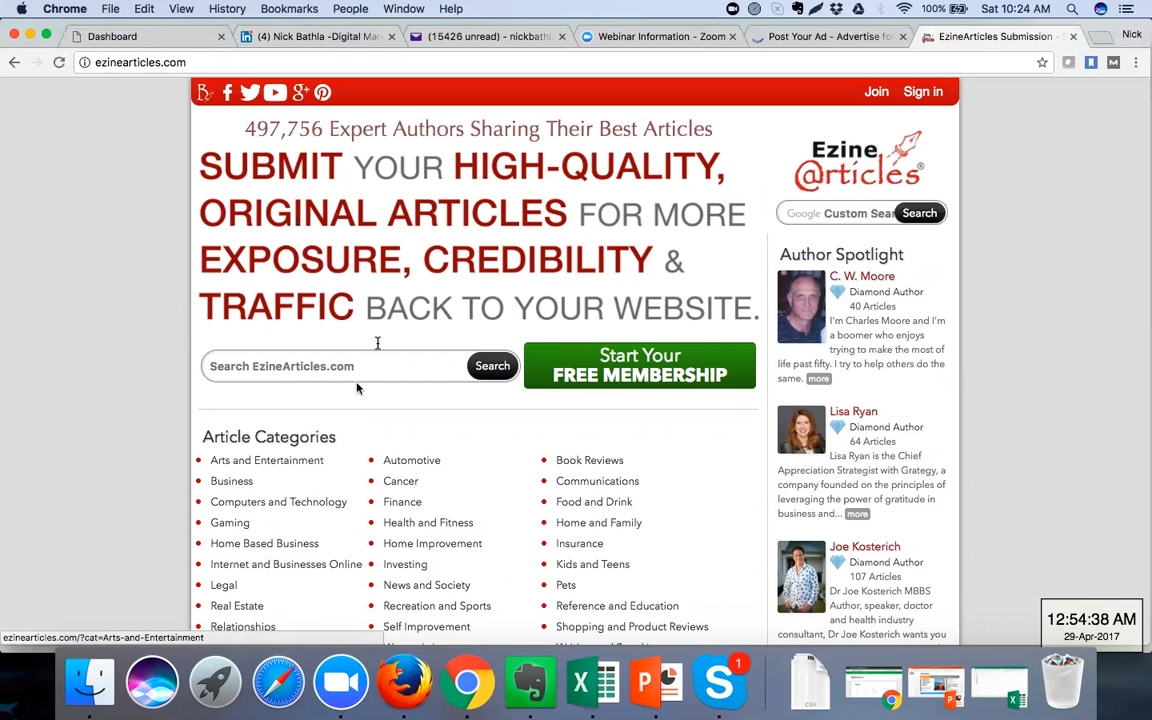 Chrome File Edit View History Bookmarks People Window Help 100% Sat 10:24 AM
Dashboard × (4) Nick Bathla -Digital Ma × (15426 unread) - nickbath × Webinar Information - Zoom × Post Your Ad - Advertise fo × EzineArticles Submission - × Nick
ezinearticles.com
Join Sign in
497,756 Expert Authors Sharing Their Best Articles
SUBMIT YOUR HIGH-QUALITY,
ORIGINAL ARTICLES FOR MORE
EXPOSURE, CREDIBILITY &
TRAFFIC BACK TO YOUR WEBSITE.
Search EzineArticles.com Search
Start Your
FREE MEMBERSHIP
Article Categories
Arts and Entertainment Automotive Book Reviews
Business Cancer Communications
Computers and Technology Finance Food and Drink
Gaming Health and Fitness Home and Family
Home Based Business Home Improvement Insurance
Internet and Businesses Online Investing Kids and Teens
Legal News and Society Pets
Real Estate Recreation and Sports Reference and Education
Relationships Self Improvement Shopping and Product Reviews
Ezine
@rticles®
Google Custom Sear Search
Author Spotlight
C. W. Moore
Diamond Author
40 Articles
I'm Charles Moore and I'm
a boomer who enjoys
trying to make the most of
life past fifty. I try to help others do the
same. more
Lisa Ryan
Diamond Author
64 Articles
Lisa Ryan is the Chief
Appreciation Strategist with Grategy, a
company founded on the principles of
leveraging the power of gratitude in
business and... more
Joe Kosterich
Diamond Author
107 Articles
Dr Joe Kosterich MBBS
Author, speaker, doctor
and health industry
consultant, Dr Joe Kosterich wants you
12:54:38 AM
29-Apr-2017
ezinearticles.com/?cat=Arts-and-Entertainment
1
CSV